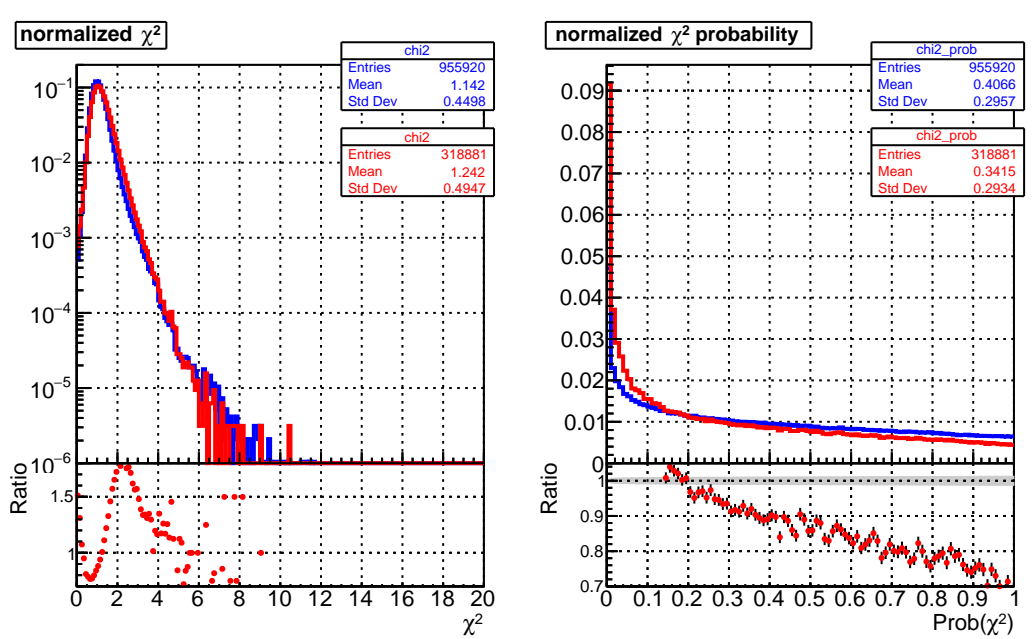 normalized χ²
chi2
Entries 955920
Mean 1.142
Std Dev 0.4498
chi2
Entries 318881
Mean 1.242
Std Dev 0.4947
10⁻¹
10⁻²
10⁻³
10⁻⁴
10⁻⁵
10⁻⁶
Ratio
1.5
1
0 2 4 6 8 10 12 14 16 18 20
χ²
normalized χ² probability
chi2_prob
Entries 955920
Mean 0.4066
Std Dev 0.2957
chi2_prob
Entries 318881
Mean 0.3415
Std Dev 0.2934
0.09
0.08
0.07
0.06
0.05
0.04
0.03
0.02
0.01
0
Ratio
1
0.9
0.8
0.7
0 0.1 0.2 0.3 0.4 0.5 0.6 0.7 0.8 0.9 1
Prob(χ²)